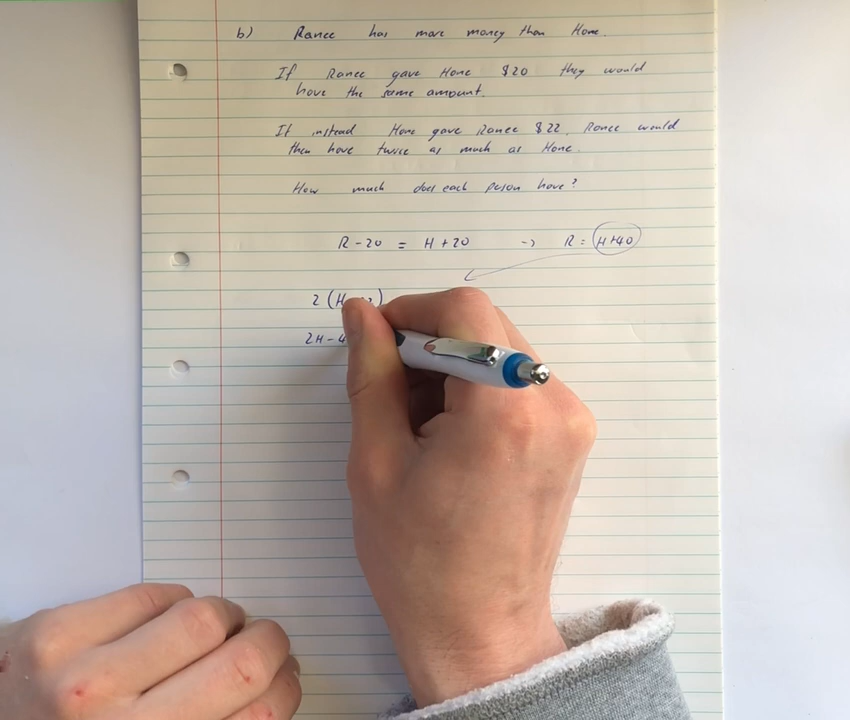 b) Ranee has more money than Hone.
If Ranee gave Hone $20 they would
have the same amount.
If instead Hone gave Ranee $22, Ranee would
then have twice as much as Hone.
How much does each person have?
R - 20 = H + 20 -> R = H+40
2 (H
2H - 4